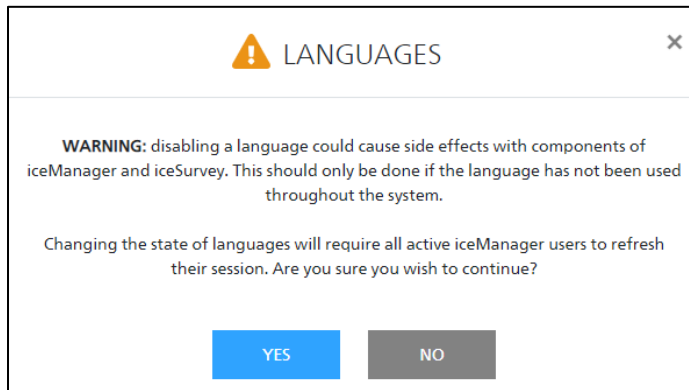 LANGUAGES
×
WARNING: disabling a language could cause side effects with components of
iceManager and iceSurvey. This should only be done if the language has not been used
throughout the system.
Changing the state of languages will require all active iceManager users to refresh
their session. Are you sure you wish to continue?
YES
NO